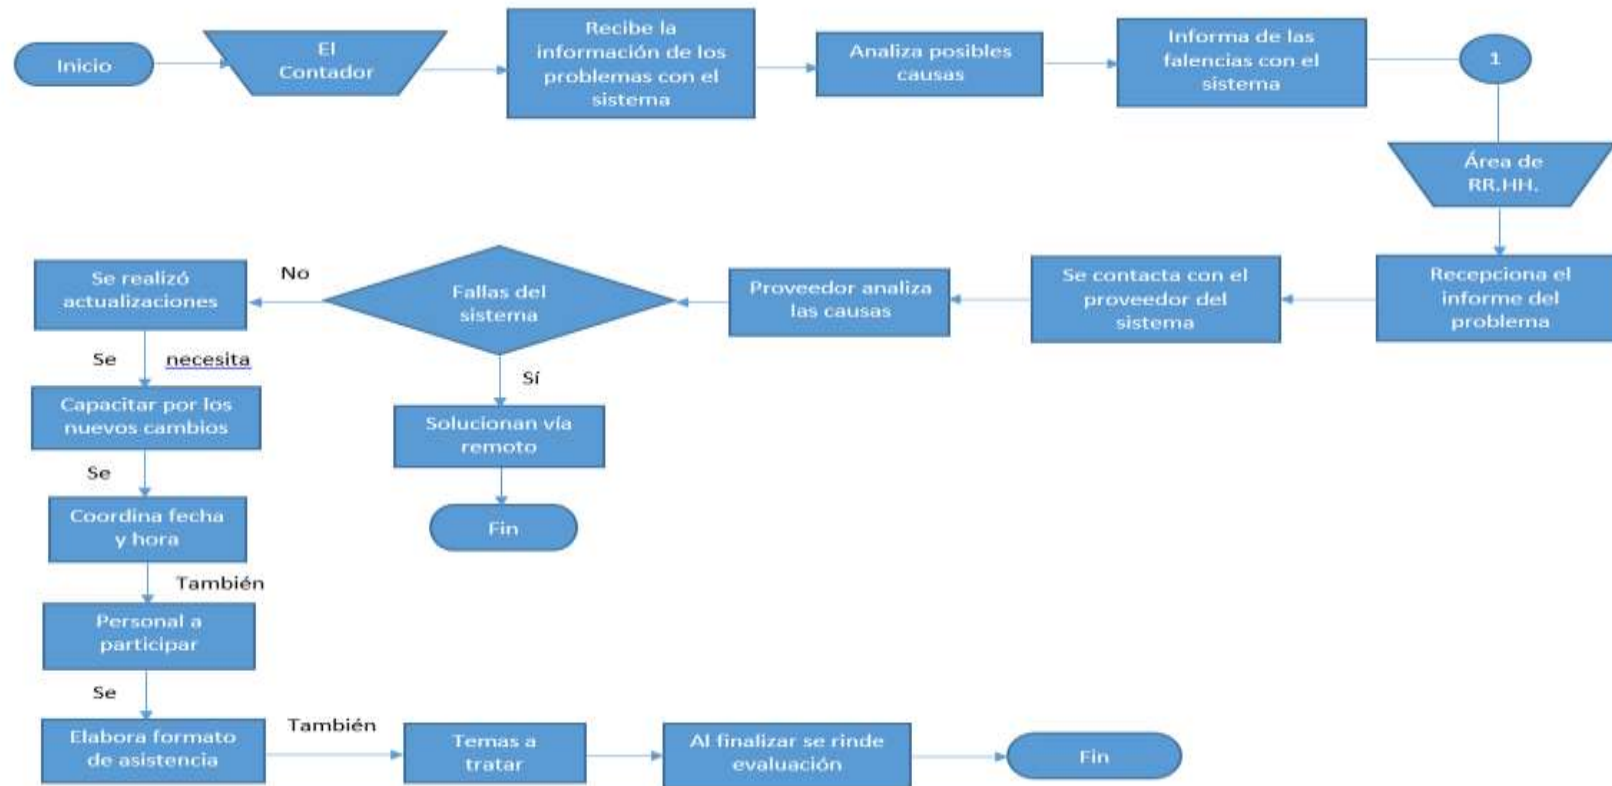 Inicio
El
Contador
Recibe la
información de los
problemas con el
sistema
Analiza posibles
causas
Informa de las
falencias con el
sistema
1
Área de
RR.HH.
Recepciona el
informe del
problema
Se contacta con el
proveedor del
sistema
Proveedor analiza
las causas
Fallas del
sistema
No
Se realizó
actualizaciones
Sí
Solucionan vía
remoto
Fin
Se necesita
Capacitar por los
nuevos cambios
Se
Coordina fecha
y hora
También
Personal a
participar
Se
Elabora formato
de asistencia
También
Temas a
tratar
Al finalizar se rinde
evaluación
Fin